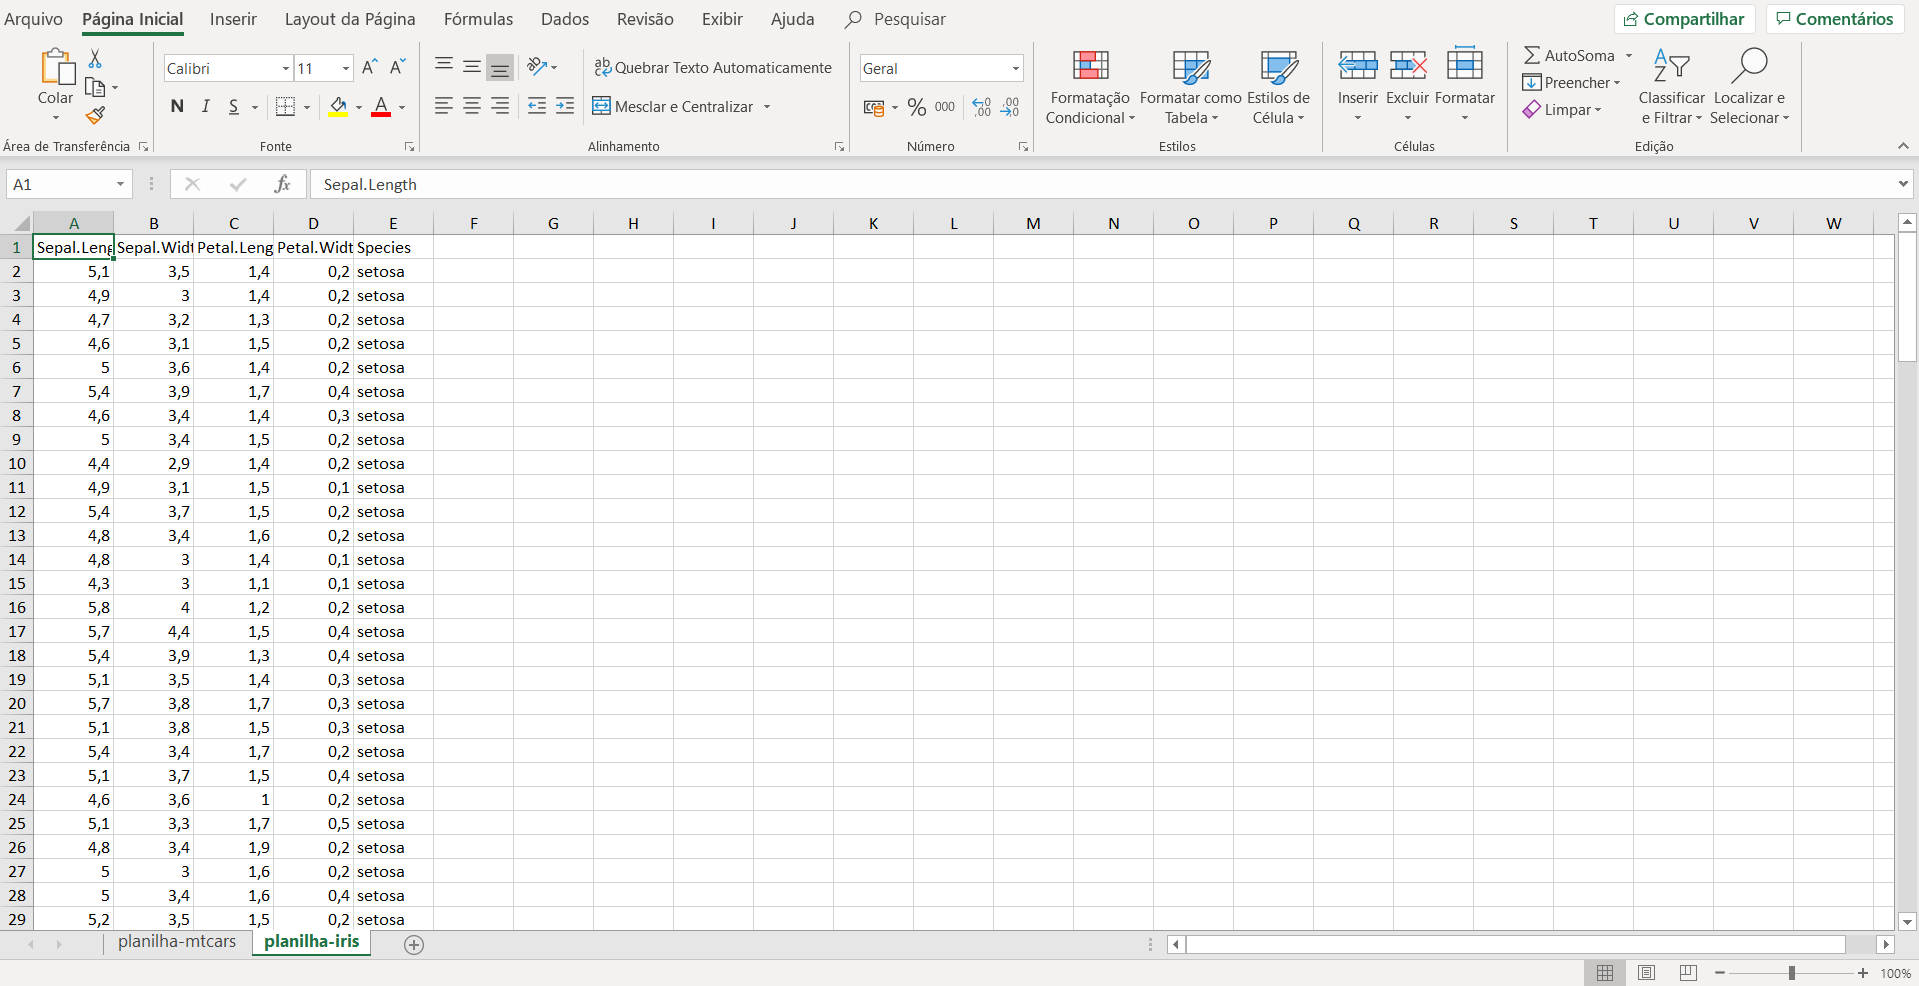 Arquivo Página Inicial Inserir Layout da Página Fórmulas Dados Revisão Exibir Ajuda Pesquisar Compartilhar Comentários
Colar
Área de Transferência
Calibri 11
N I S A
Fonte
ab Quebrar Texto Automaticamente
Mesclar e Centralizar
Alinhamento
Geral
% 000 ,00 ,00
Número
Formatação Condicional
Formatar como Tabela
Estilos de Célula
Estilos
Inserir Excluir Formatar
Células
AutoSoma
Preencher
Limpar
Classificar e Filtrar
Localizar e Selecionar
Edição
A1 fx Sepal.Length
A B C D E F G H I J K L M N O P Q R S T U V W
1 Sepal.Leng Sepal.Widt Petal.Leng Petal.Widt Species
2 5,1 3,5 1,4 0,2 setosa
3 4,9 3 1,4 0,2 setosa
4 4,7 3,2 1,3 0,2 setosa
5 4,6 3,1 1,5 0,2 setosa
6 5 3,6 1,4 0,2 setosa
7 5,4 3,9 1,7 0,4 setosa
8 4,6 3,4 1,4 0,3 setosa
9 5 3,4 1,5 0,2 setosa
10 4,4 2,9 1,4 0,2 setosa
11 4,9 3,1 1,5 0,1 setosa
12 5,4 3,7 1,5 0,2 setosa
13 4,8 3,4 1,6 0,2 setosa
14 4,8 3 1,4 0,1 setosa
15 4,3 3 1,1 0,1 setosa
16 5,8 4 1,2 0,2 setosa
17 5,7 4,4 1,5 0,4 setosa
18 5,4 3,9 1,3 0,4 setosa
19 5,1 3,5 1,4 0,3 setosa
20 5,7 3,8 1,7 0,3 setosa
21 5,1 3,8 1,5 0,3 setosa
22 5,4 3,4 1,7 0,2 setosa
23 5,1 3,7 1,5 0,4 setosa
24 4,6 3,6 1 0,2 setosa
25 5,1 3,3 1,7 0,5 setosa
26 4,8 3,4 1,9 0,2 setosa
27 5 3 1,6 0,2 setosa
28 5 3,4 1,6 0,4 setosa
29 5,2 3,5 1,5 0,2 setosa
planilha-mtcars planilha-iris
100%